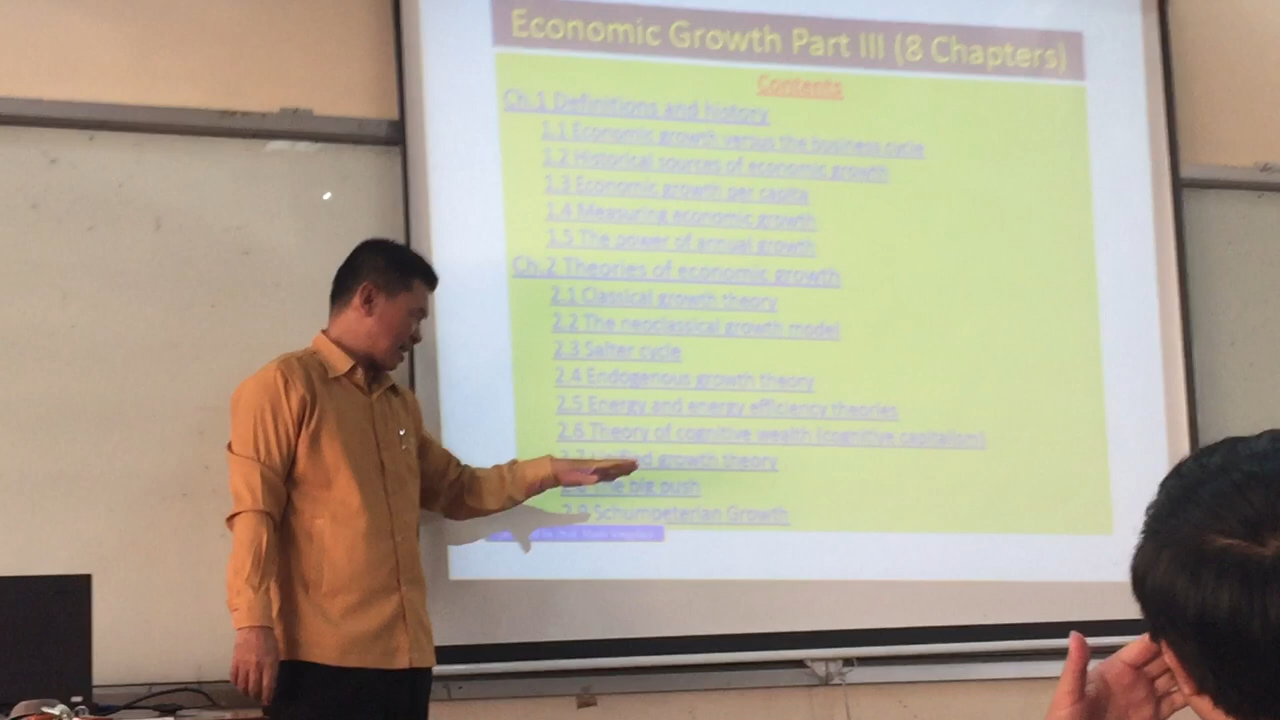 Economic Growth Part III (8 Chapters)
Contents
Ch.1 Definitions and history
1.1 Economic growth versus the business cycle
1.2 Historical sources of economic growth
1.3 Economic growth per capita
1.4 Measuring economic growth
1.5 The power of annual growth
Ch.2 Theories of economic growth
2.1 Classical growth theory
2.2 The neoclassical growth model
2.3 Salter cycle
2.4 Endogenous growth theory
2.5 Energy and energy efficiency theories
2.6 Theory of cognitive wealth (cognitive capitalism)
growth theory
big push
2.9 Schumpeterian Growth